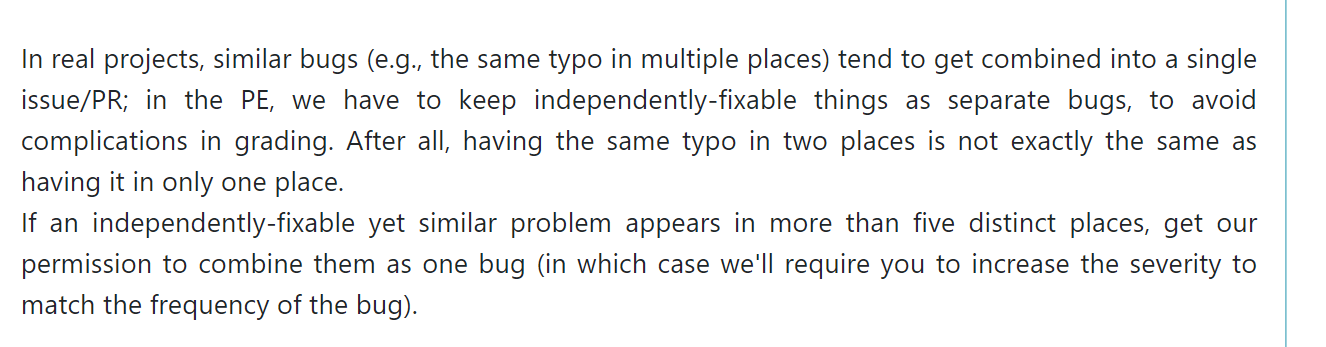 In real projects, similar bugs (e.g., the same typo in multiple places) tend to get combined into a single
issue/PR; in the PE, we have to keep independently-fixable things as separate bugs, to avoid
complications in grading. After all, having the same typo in two places is not exactly the same as
having it in only one place.
If an independently-fixable yet similar problem appears in more than five distinct places, get our
permission to combine them as one bug (in which case we'll require you to increase the severity to
match the frequency of the bug).